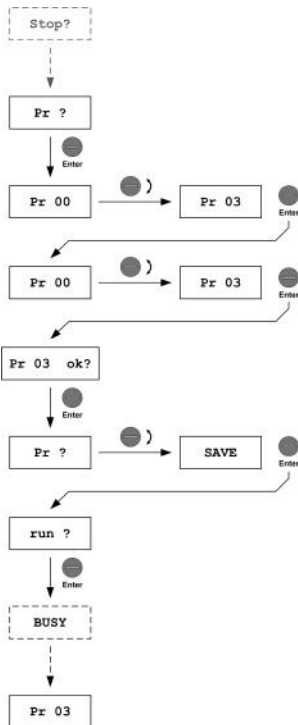 Stop?
Pr ?
Enter
Pr 00
Pr 03
Enter
Pr 00
Pr 03
Enter
Pr 03 ok?
Enter
Pr ?
SAVE
Enter
run ?
Enter
BUSY
Pr 03